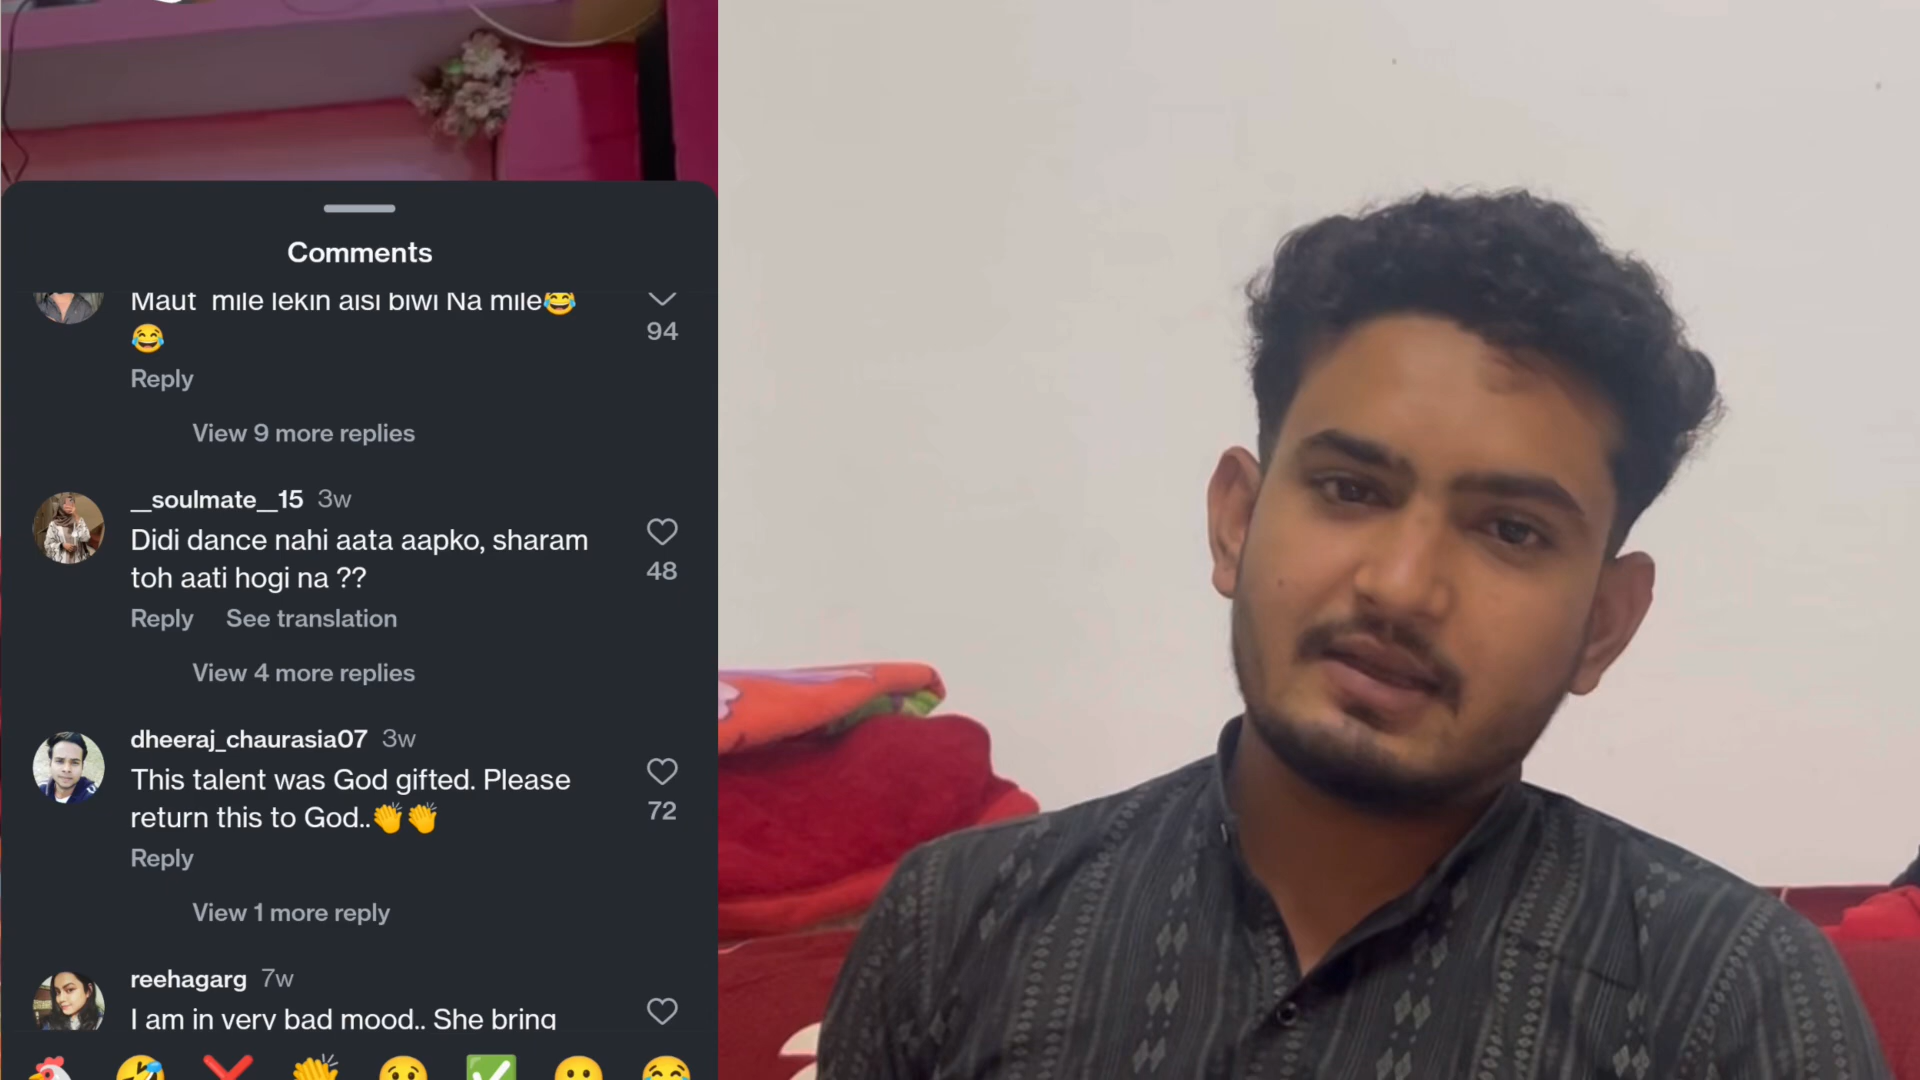 Comments
Maut mile lekin aisi biwi Na mile😂
😂
94
Reply
View 9 more replies
__soulmate__15 3w
Didi dance nahi aata aapko, sharam
toh aati hogi na ??
48
Reply See translation
View 4 more replies
dheeraj_chaurasia07 3w
This talent was God gifted. Please
return this to God..👏👏
72
Reply
View 1 more reply
reehagarg 7w
I am in very bad mood.. She bring